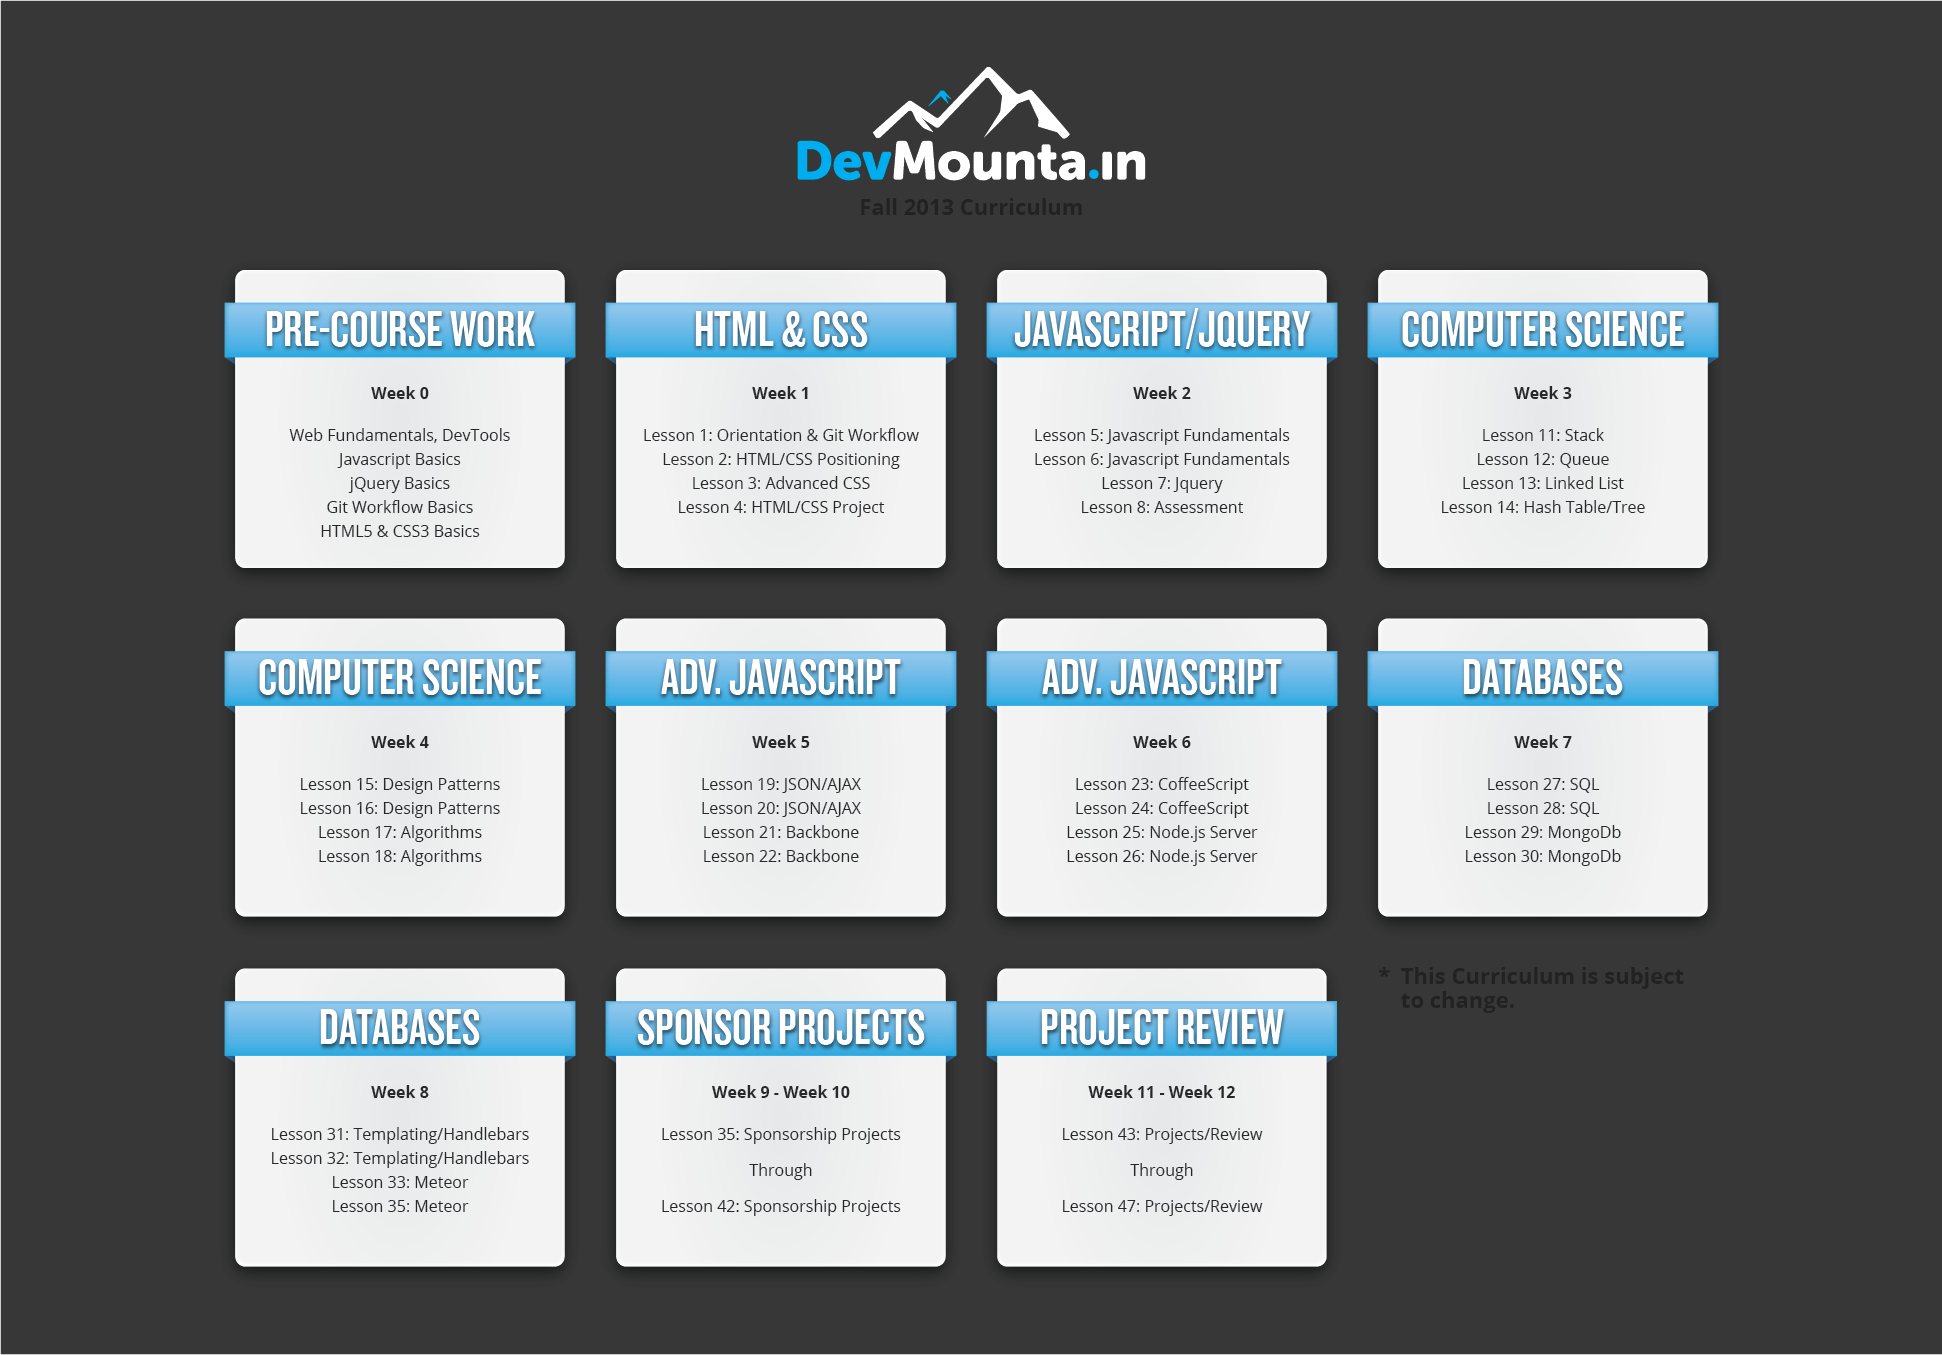 DevMounta.in
Fall 2013 Curriculum
PRE-COURSE WORK
Week 0
Web Fundamentals, DevTools
Javascript Basics
jQuery Basics
Git Workflow Basics
HTML5 & CSS3 Basics
HTML & CSS
Week 1
Lesson 1: Orientation & Git Workflow
Lesson 2: HTML/CSS Positioning
Lesson 3: Advanced CSS
Lesson 4: HTML/CSS Project
JAVASCRIPT/JQUERY
Week 2
Lesson 5: Javascript Fundamentals
Lesson 6: Javascript Fundamentals
Lesson 7: Jquery
Lesson 8: Assessment
COMPUTER SCIENCE
Week 3
Lesson 11: Stack
Lesson 12: Queue
Lesson 13: Linked List
Lesson 14: Hash Table/Tree
COMPUTER SCIENCE
Week 4
Lesson 15: Design Patterns
Lesson 16: Design Patterns
Lesson 17: Algorithms
Lesson 18: Algorithms
ADV. JAVASCRIPT
Week 5
Lesson 19: JSON/AJAX
Lesson 20: JSON/AJAX
Lesson 21: Backbone
Lesson 22: Backbone
ADV. JAVASCRIPT
Week 6
Lesson 23: CoffeeScript
Lesson 24: CoffeeScript
Lesson 25: Node.js Server
Lesson 26: Node.js Server
DATABASES
Week 7
Lesson 27: SQL
Lesson 28: SQL
Lesson 29: MongoDb
Lesson 30: MongoDb
DATABASES
Week 8
Lesson 31: Templating/Handlebars
Lesson 32: Templating/Handlebars
Lesson 33: Meteor
Lesson 35: Meteor
SPONSOR PROJECTS
Week 9 - Week 10
Lesson 35: Sponsorship Projects
Through
Lesson 42: Sponsorship Projects
PROJECT REVIEW
Week 11 - Week 12
Lesson 43: Projects/Review
Through
Lesson 47: Projects/Review
* This Curriculum is subject
to change.